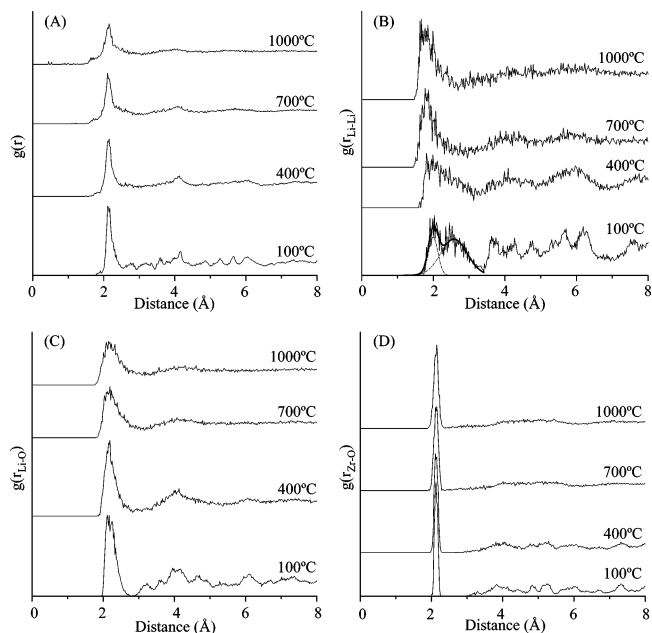 (A)
1000ºC
700ºC
400ºC
100ºC
g(r)
0 2 4 6 8
Distance (Å)
(B)
1000ºC
700ºC
400ºC
100ºC
g(rLi-Li)
0 2 4 6 8
Distance (Å)
(C)
1000ºC
700ºC
400ºC
100ºC
g(rLi-O)
0 2 4 6 8
Distance (Å)
(D)
1000ºC
700ºC
400ºC
100ºC
g(rZr-O)
0 2 4 6 8
Distance (Å)